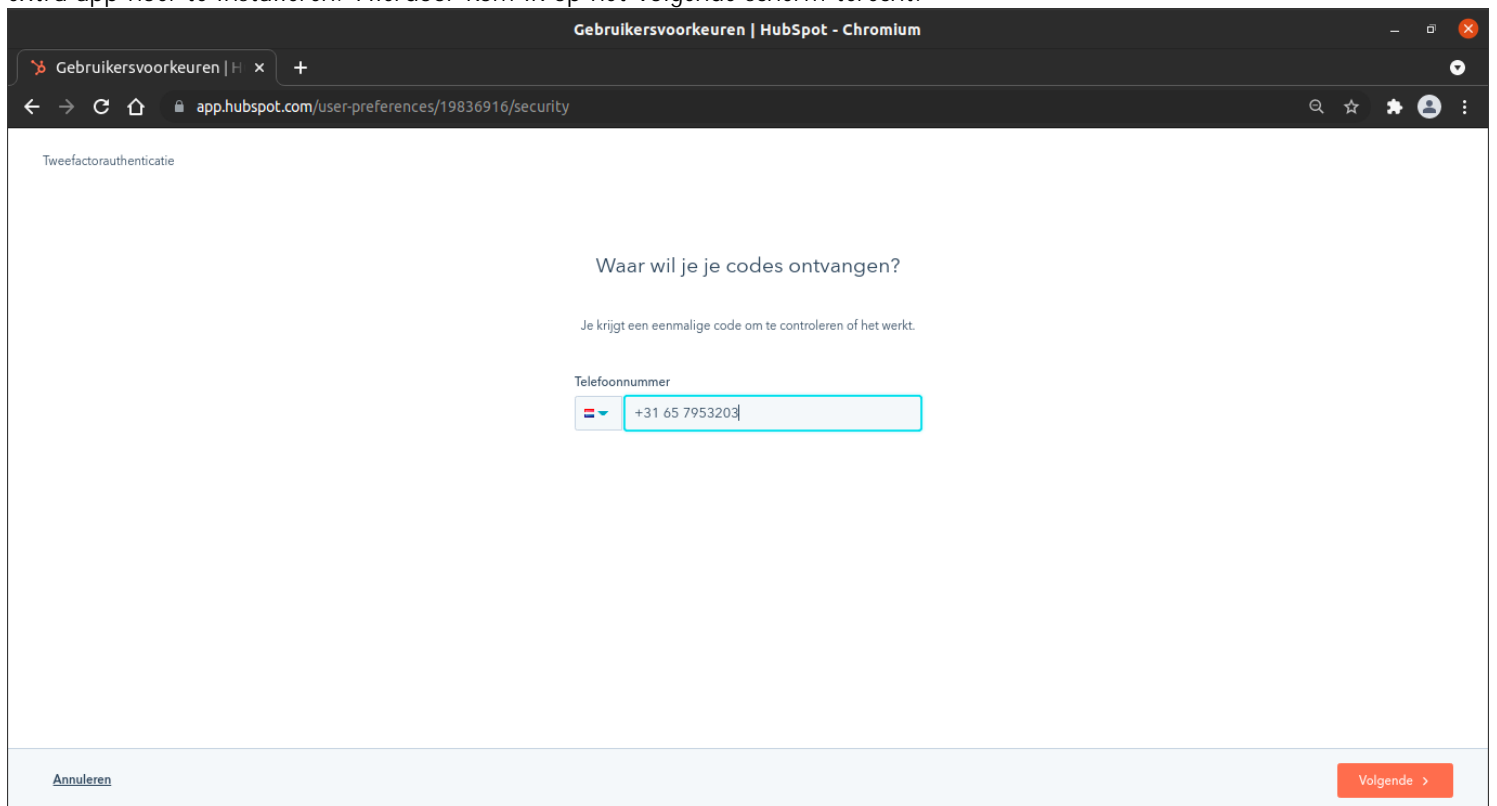 Gebruikersvoorkeuren | HubSpot - Chromium
Gebruikersvoorkeuren | H
app.hubspot.com/user-preferences/19836916/security
Tweefactorauthenticatie
Waar wil je je codes ontvangen?
Je krijgt een eenmalige code om te controleren of het werkt.
Telefoonnummer
+31 65 7953203
Annuleren
Volgende